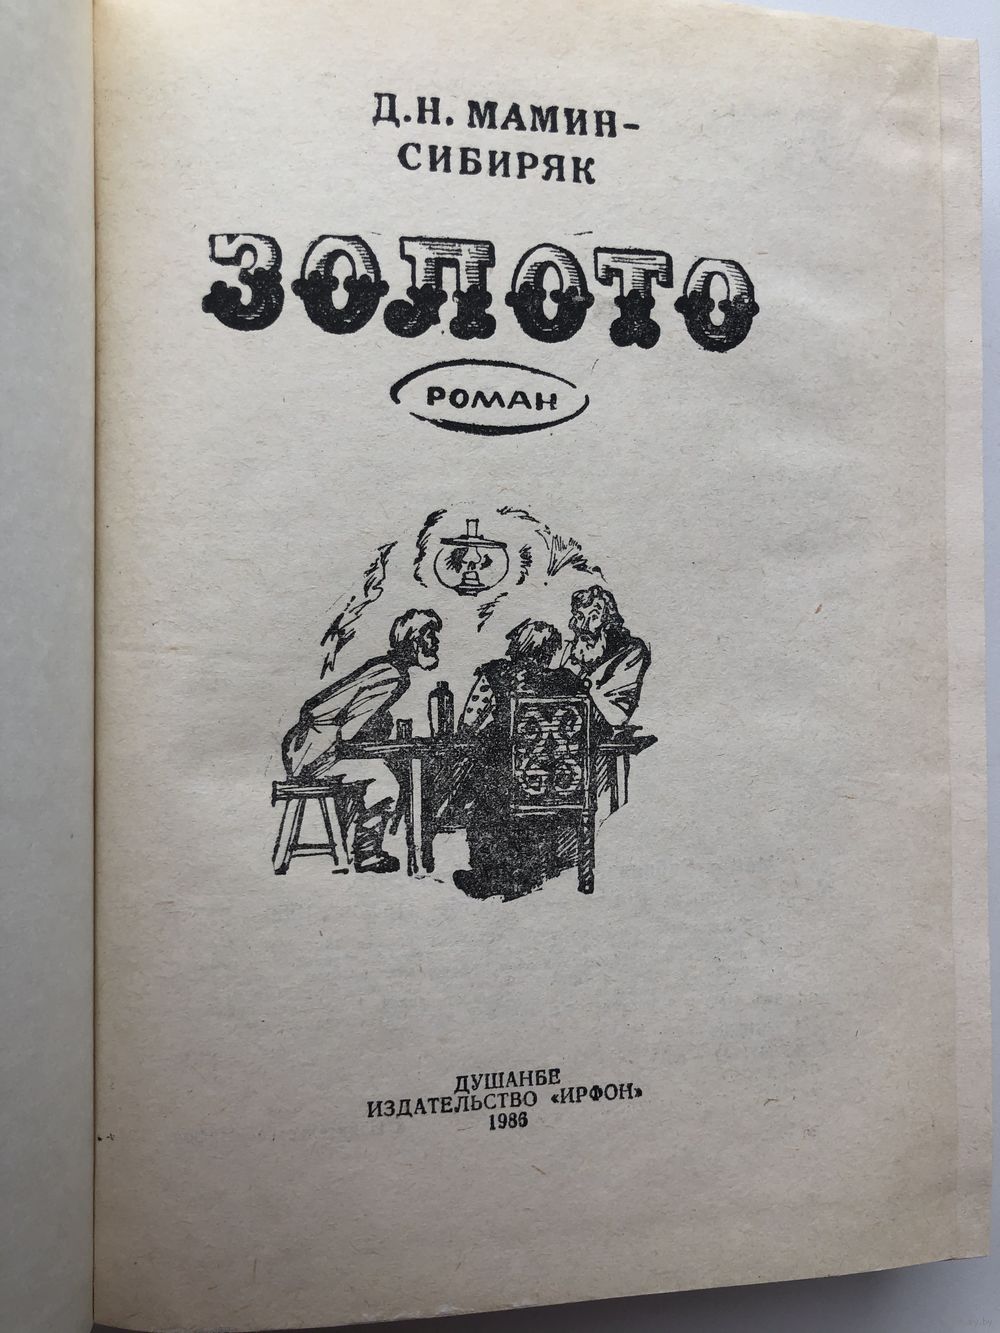 Д.Н. МАМИН-
СИБИРЯК
ЗОЛОТО
РОМАН
ДУШАНБЕ
ИЗДАТЕЛЬСТВО «ИРФОН»
1986